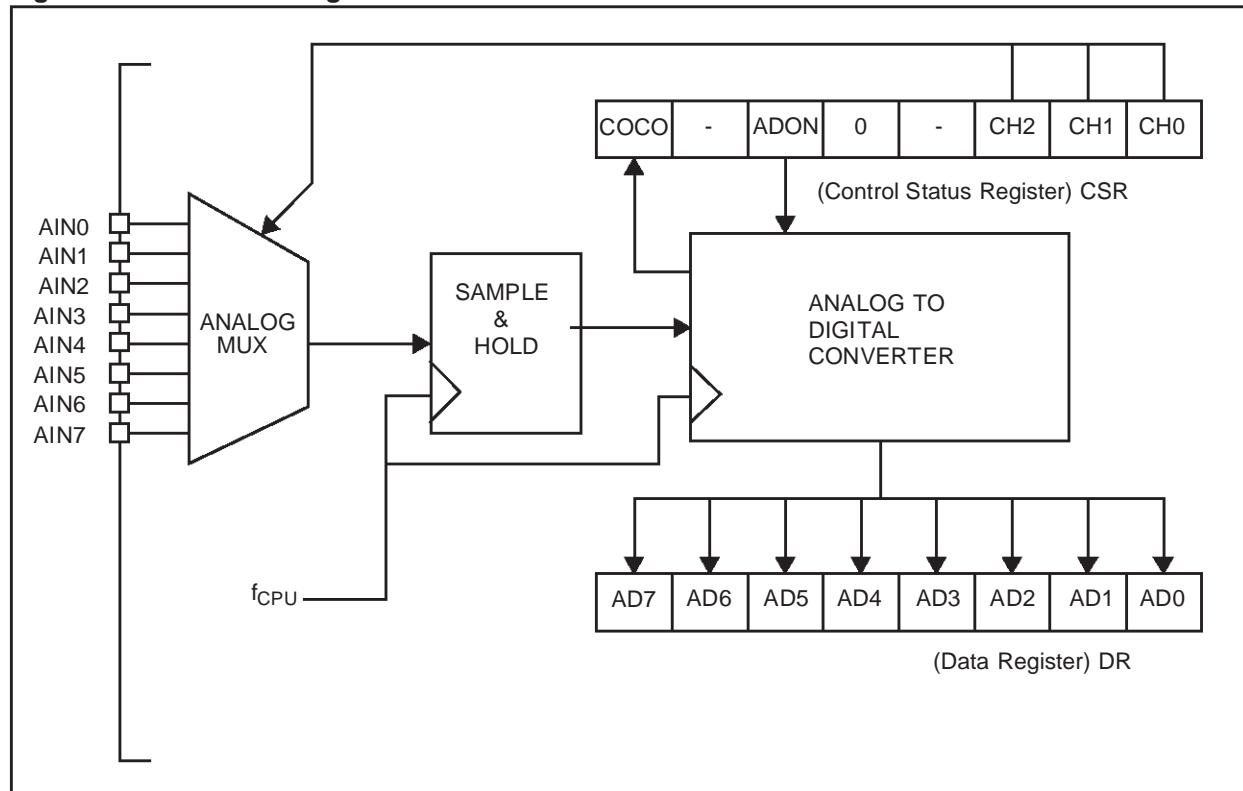 COCO - ADON 0 - CH2 CH1 CH0
(Control Status Register) CSR
AIN0
AIN1
AIN2
AIN3
AIN4
AIN5
AIN6
AIN7
ANALOG
MUX
SAMPLE
&
HOLD
ANALOG TO
DIGITAL
CONVERTER
fCPU
AD7 AD6 AD5 AD4 AD3 AD2 AD1 AD0
(Data Register) DR